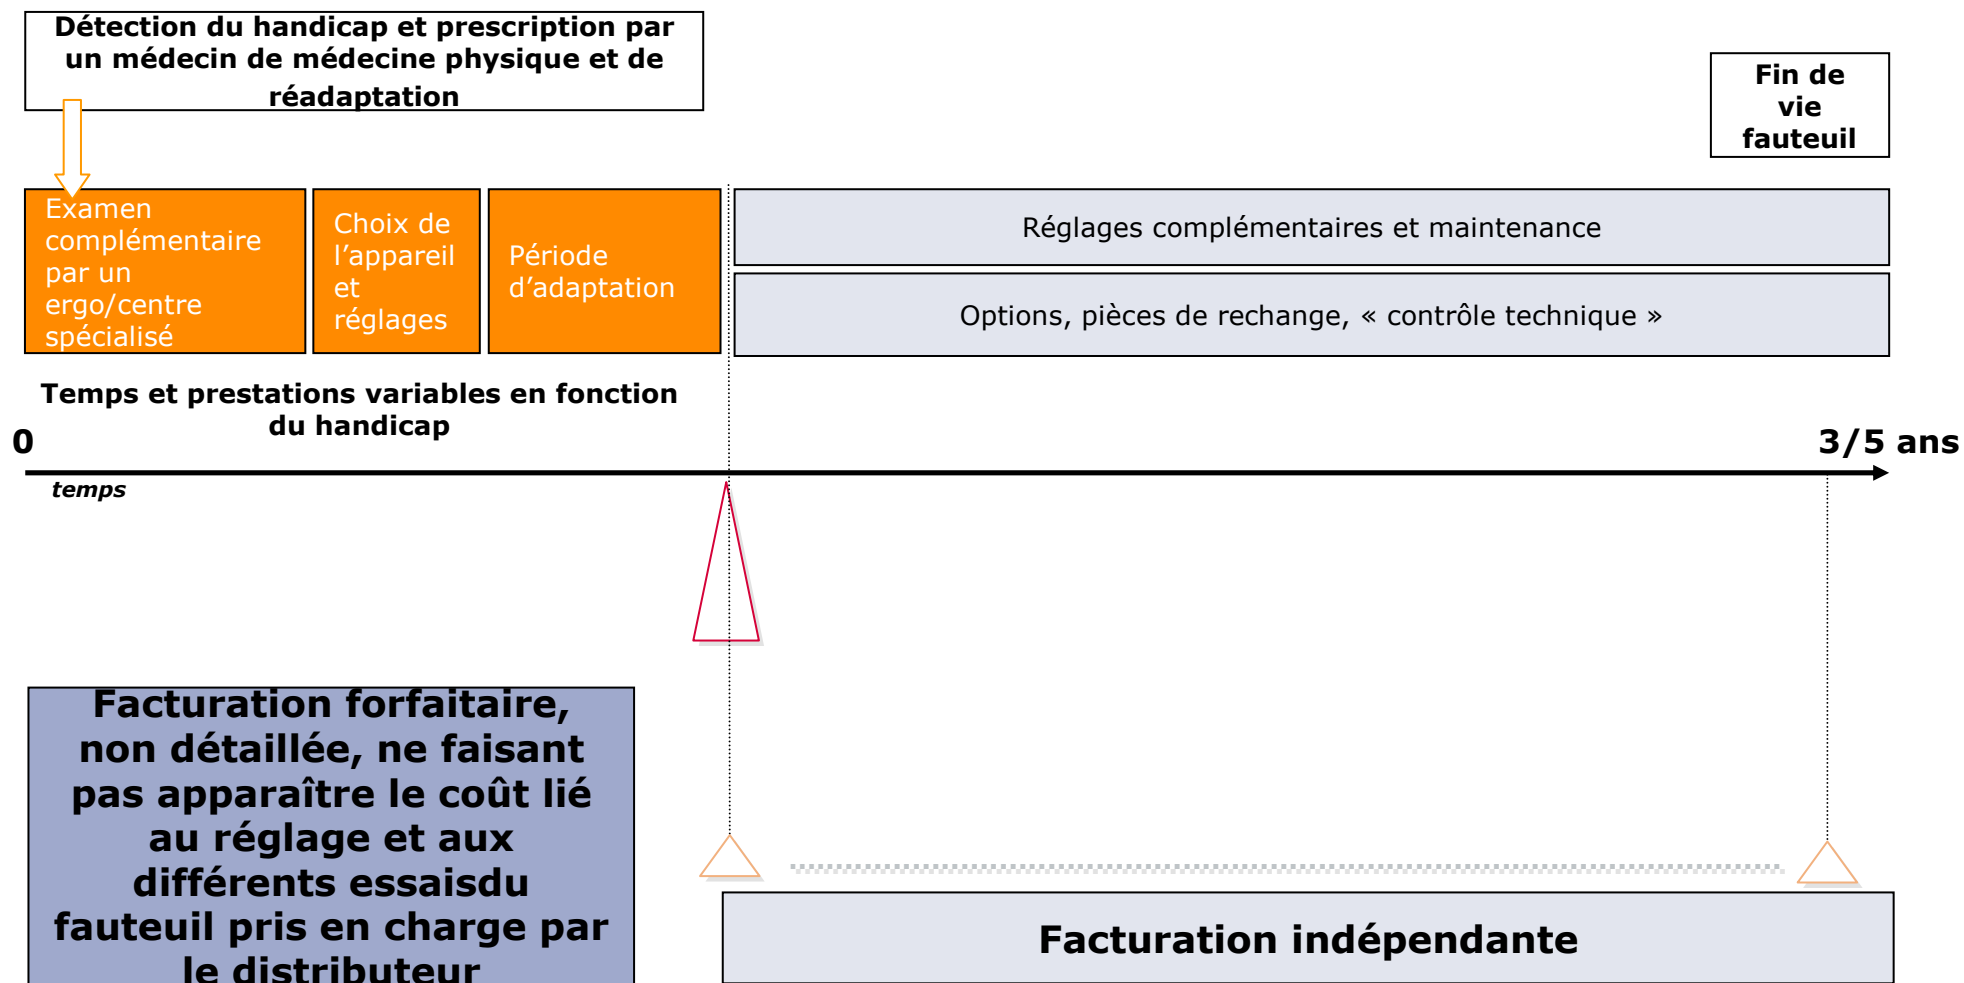 Détection du handicap et prescription par
un médecin de médecine physique et de
réadaptation
Fin de
vie
fauteuil
Examen
complémentaire
par un
ergo/centre
spécialisé
Choix de
l'appareil
et
réglages
Période
d'adaptation
Réglages complémentaires et maintenance
Options, pièces de rechange, « contrôle technique »
Temps et prestations variables en fonction
du handicap
0
3/5 ans
temps
Facturation forfaitaire,
non détaillée, ne faisant
pas apparaître le coût lié
au réglage et aux
différents essaisdu
fauteuil pris en charge par
le distributeur
Facturation indépendante